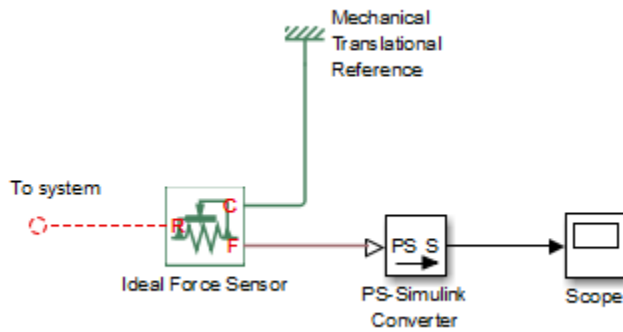 Mechanical
Translational
Reference
To system
R
C
F
Ideal Force Sensor
PS S
PS-Simulink
Converter
Scope